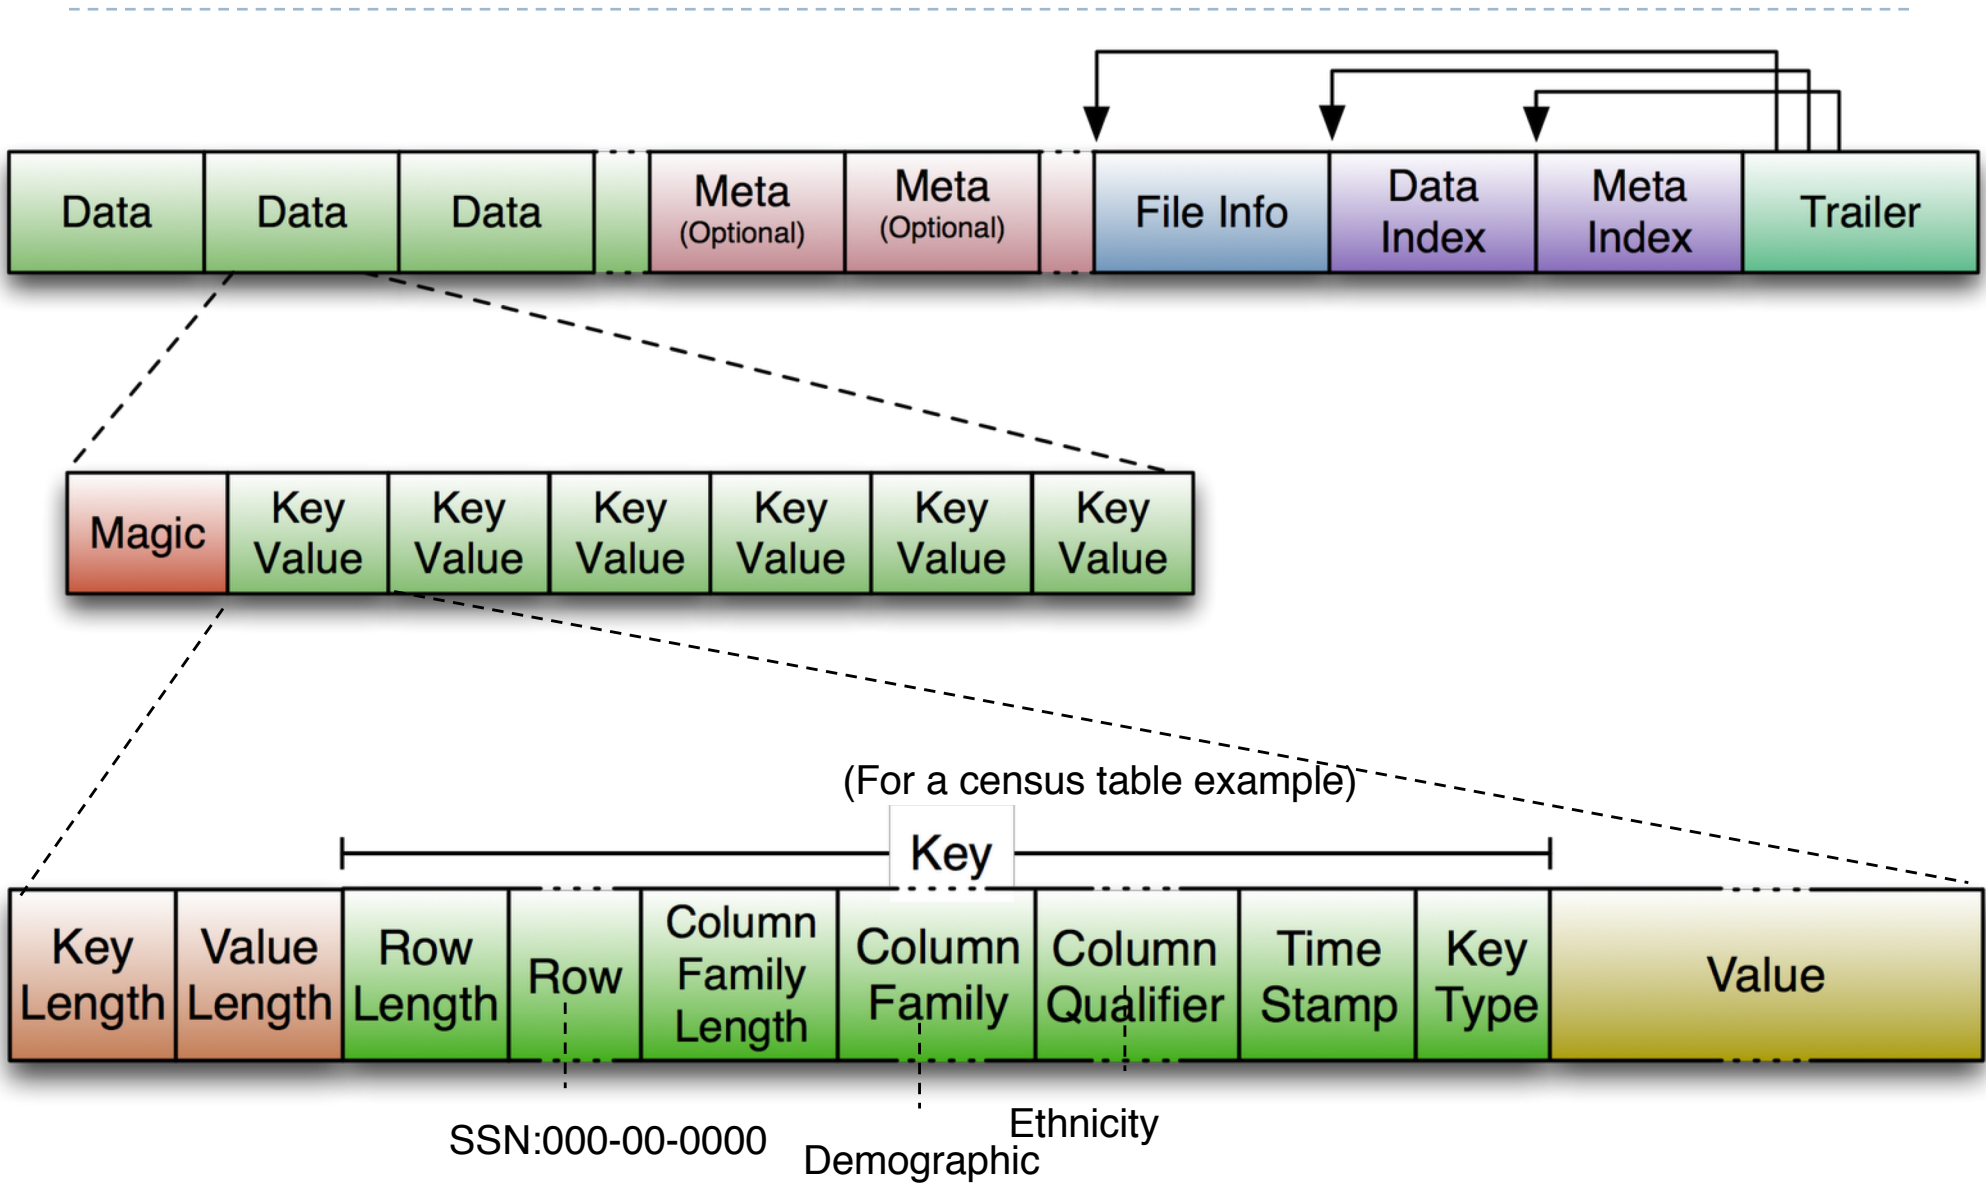 Data
Data
Data
Meta
(Optional)
Meta
(Optional)
File Info
Data
Index
Meta
Index
Trailer
Magic
Key
Value
Key
Value
Key
Value
Key
Value
Key
Value
Key
Value
(For a census table example)
Key
Key
Length
Value
Length
Row
Length
Row
Column
Family
Length
Column
Family
Column
Qualifier
Time
Stamp
Key
Type
Value
SSN:000-00-0000
Demographic
Ethnicity